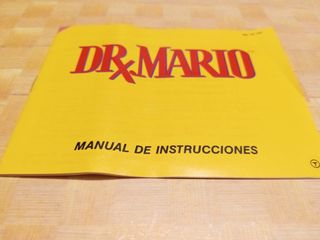 DR. MARIO
MANUAL DE INSTRUCCIONES